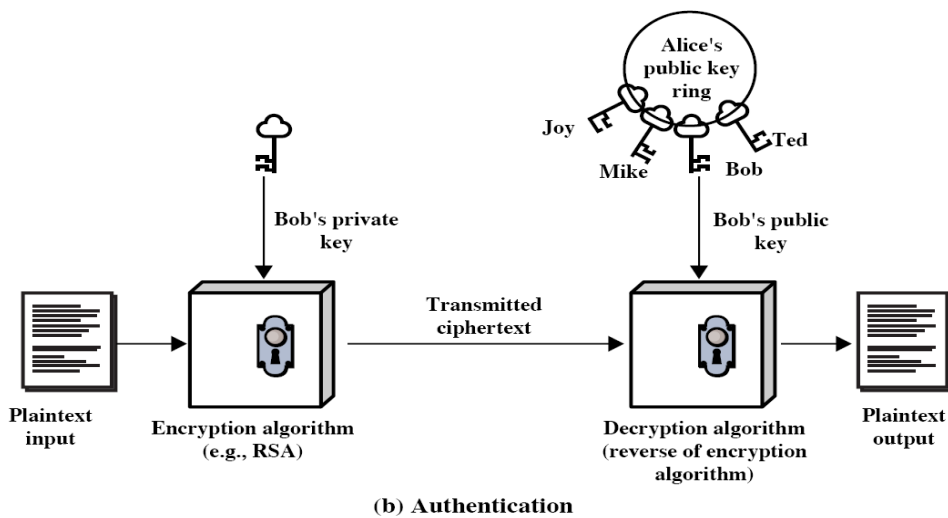 Alice's
public key
ring
Joy
Mike
Bob
Ted
Bob's private
key
Bob's public
key
Transmitted
ciphertext
Plaintext
input
Encryption algorithm
(e.g., RSA)
Decryption algorithm
(reverse of encryption
algorithm)
Plaintext
output
(b) Authentication